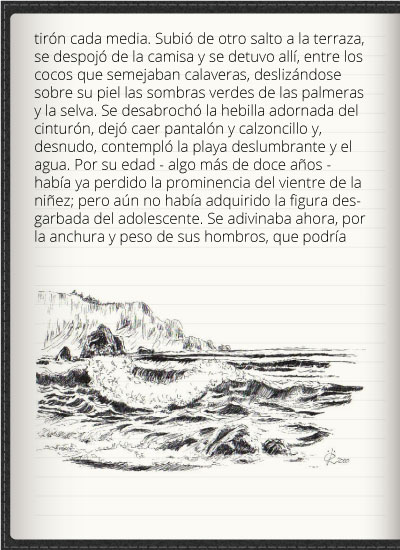 tirón cada media. Subió de otro salto a la terraza,
se despojó de la camisa y se detuvo allí, entre los
cocos que semejaban calaveras, deslizándose
sobre su piel las sombras verdes de las palmeras
y la selva. Se desabrochó la hebilla adornada del
cinturón, dejó caer pantalón y calzoncillo y,
desnudo, contempló la playa deslumbrante y el
agua. Por su edad - algo más de doce años -
había ya perdido la prominencia del vientre de la
niñez; pero aún no había adquirido la figura des-
garbada del adolescente. Se adivinaba ahora, por
la anchura y peso de sus hombros, que podría